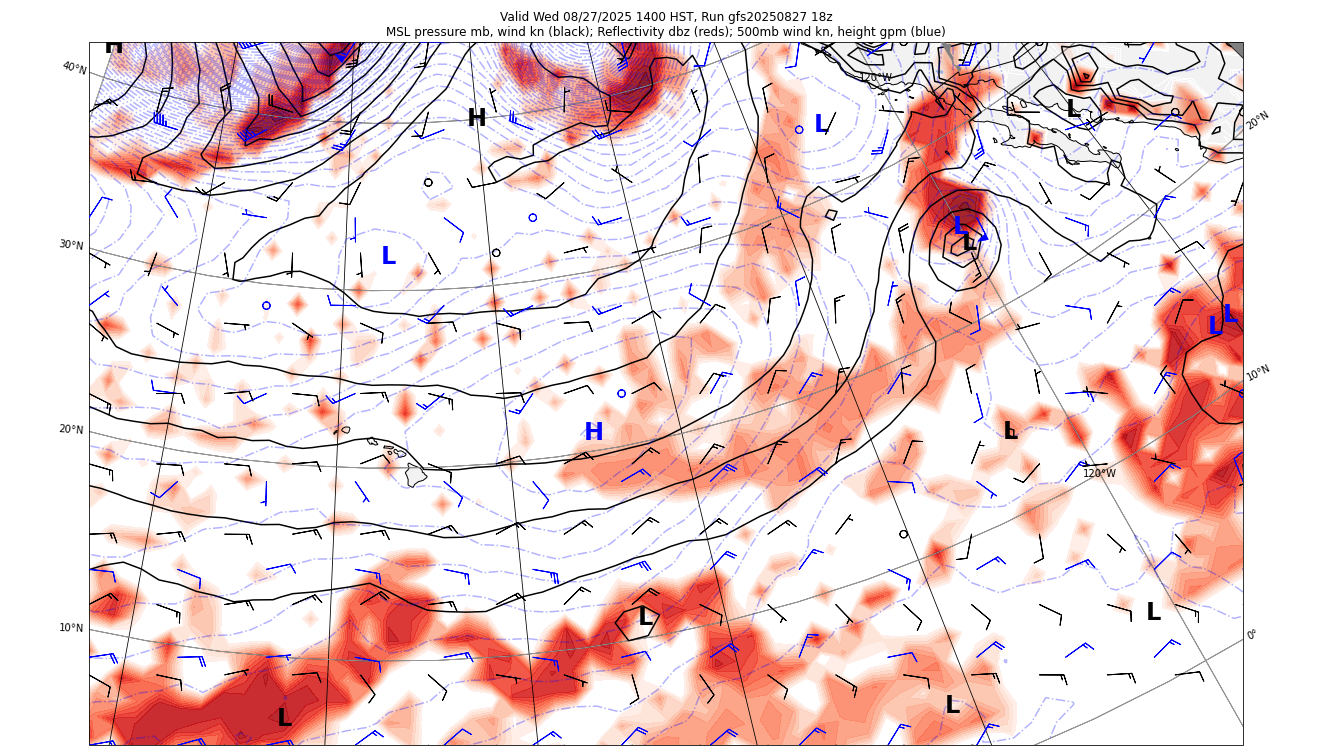 Valid Wed 08/27/2025 1400 HST, Run gfs20250827 18z
MSL pressure mb, wind kn (black); Reflectivity dbz (reds); 500mb wind kn, height gpm (blue)
H
40°N
120°W
H
L
L
20°N
L
L
30°N
L
L
L
10°N
H
L
20°N
120°W
L
L
10°N
0°
L
L